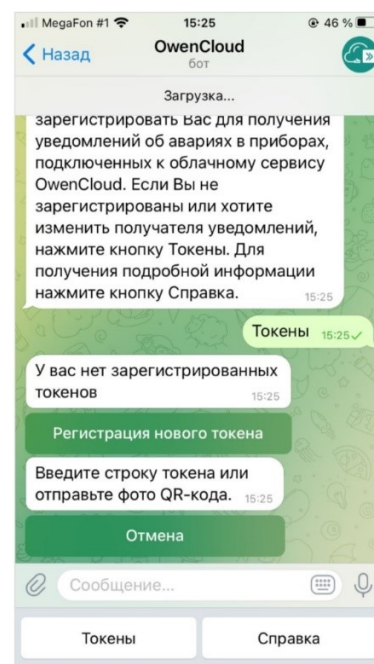 MegaFon #1 15:25 46 %
Назад OwenCloud
бот
Загрузка...
зарегистрировать Вас для получения
уведомлений об авариях в приборах,
подключенных к облачному сервису
OwenCloud. Если Вы не
зарегистрированы или хотите
изменить получателя уведомлений,
нажмите кнопку Токены. Для
получения подробной информации
нажмите кнопку Справка. 15:25
Токены 15:25
У вас нет зарегистрированных
токенов 15:25
Регистрация нового токена
Введите строку токена или
отправьте фото QR-кода. 15:25
Отмена
Сообщение...
Токены Справка